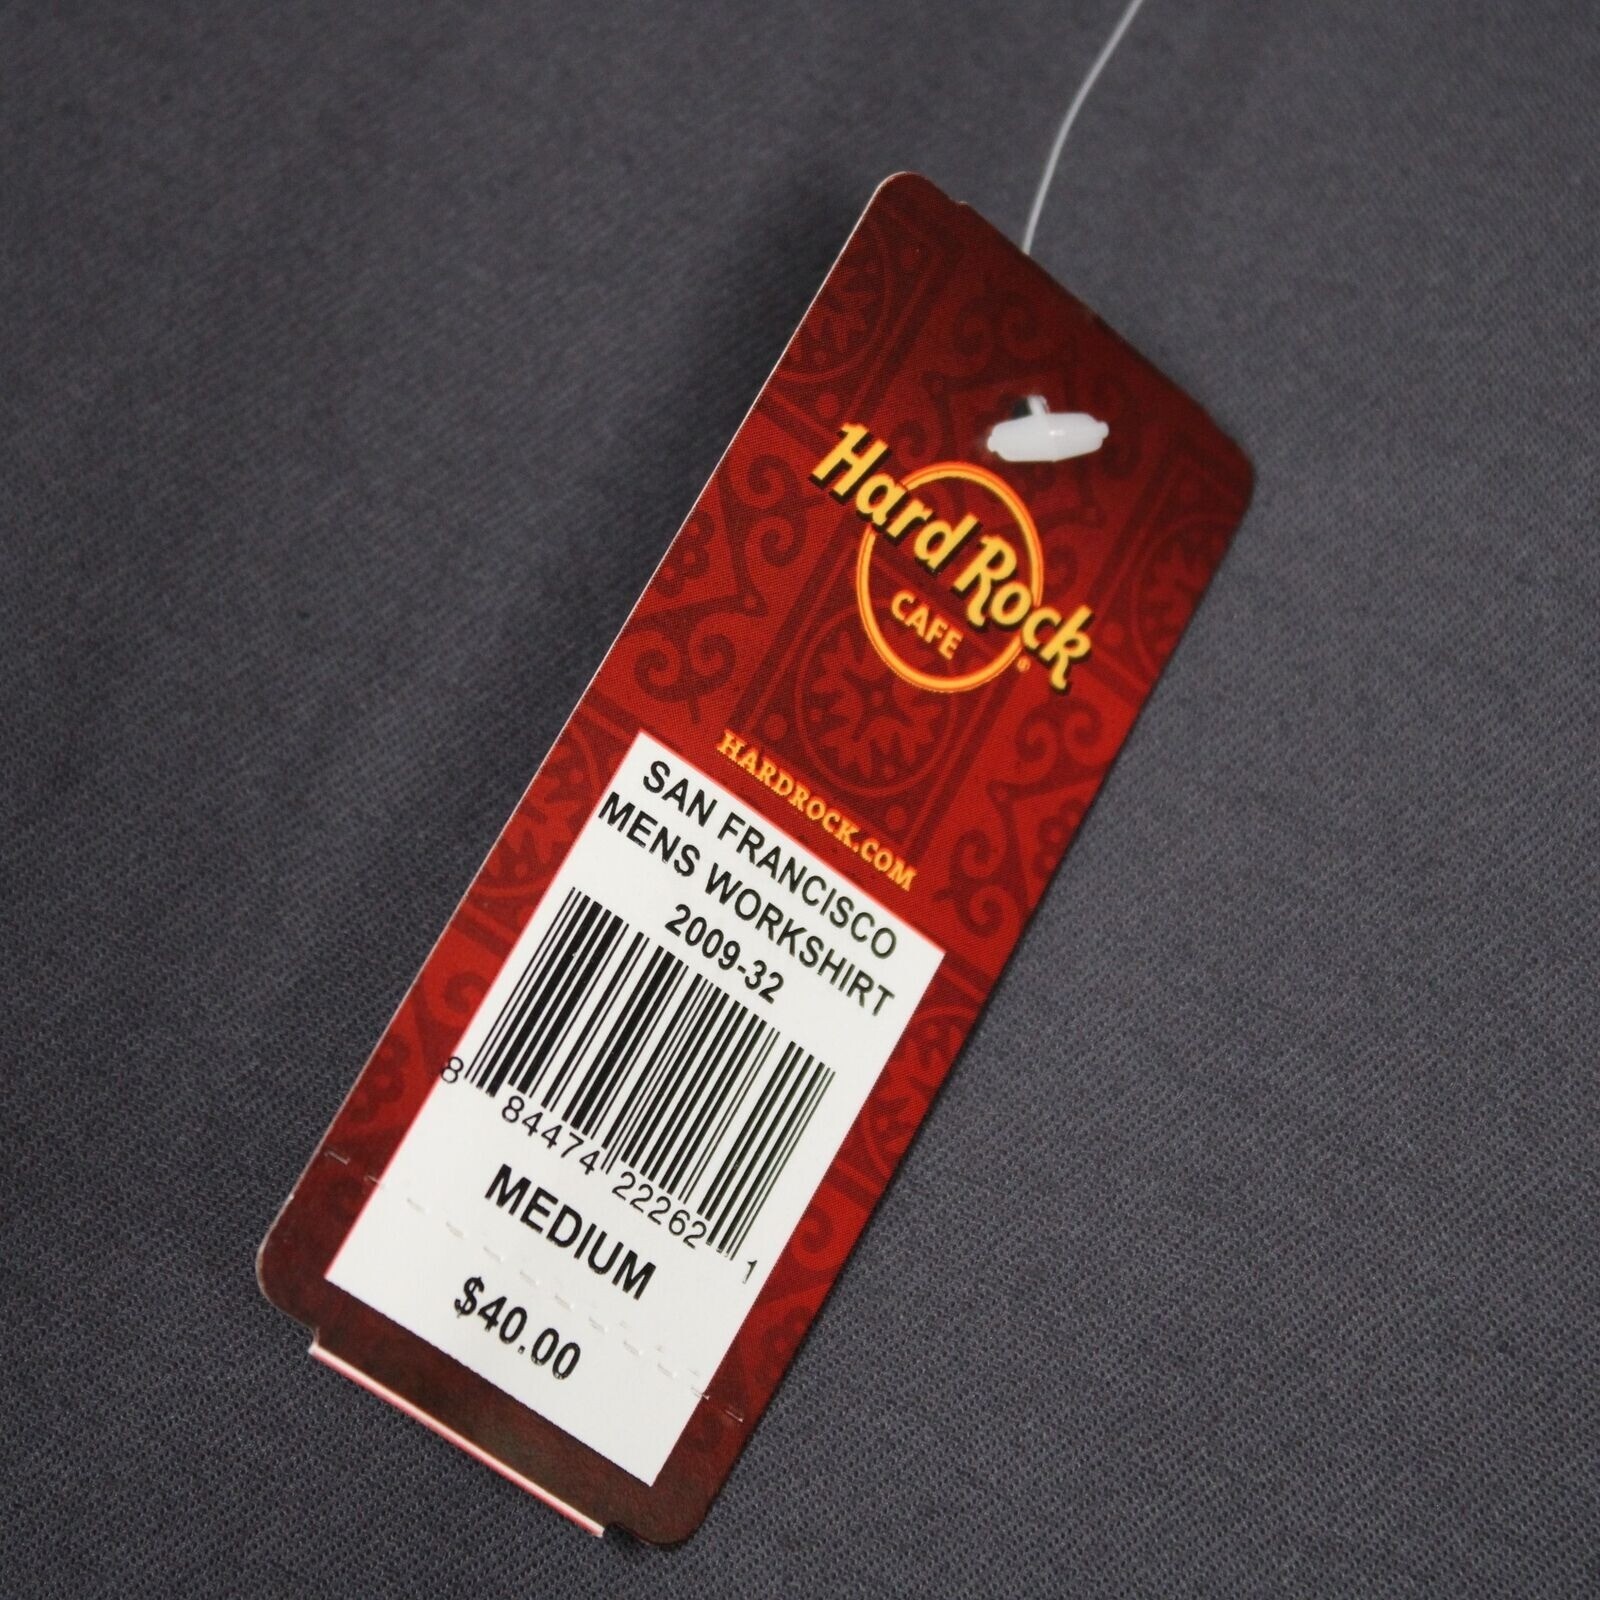 Hard Rock
CAFE
®
HARDROCK.COM
SAN FRANCISCO
MENS WORKSHIRT
2009-32
8 84474 22262 1
MEDIUM
$40.00